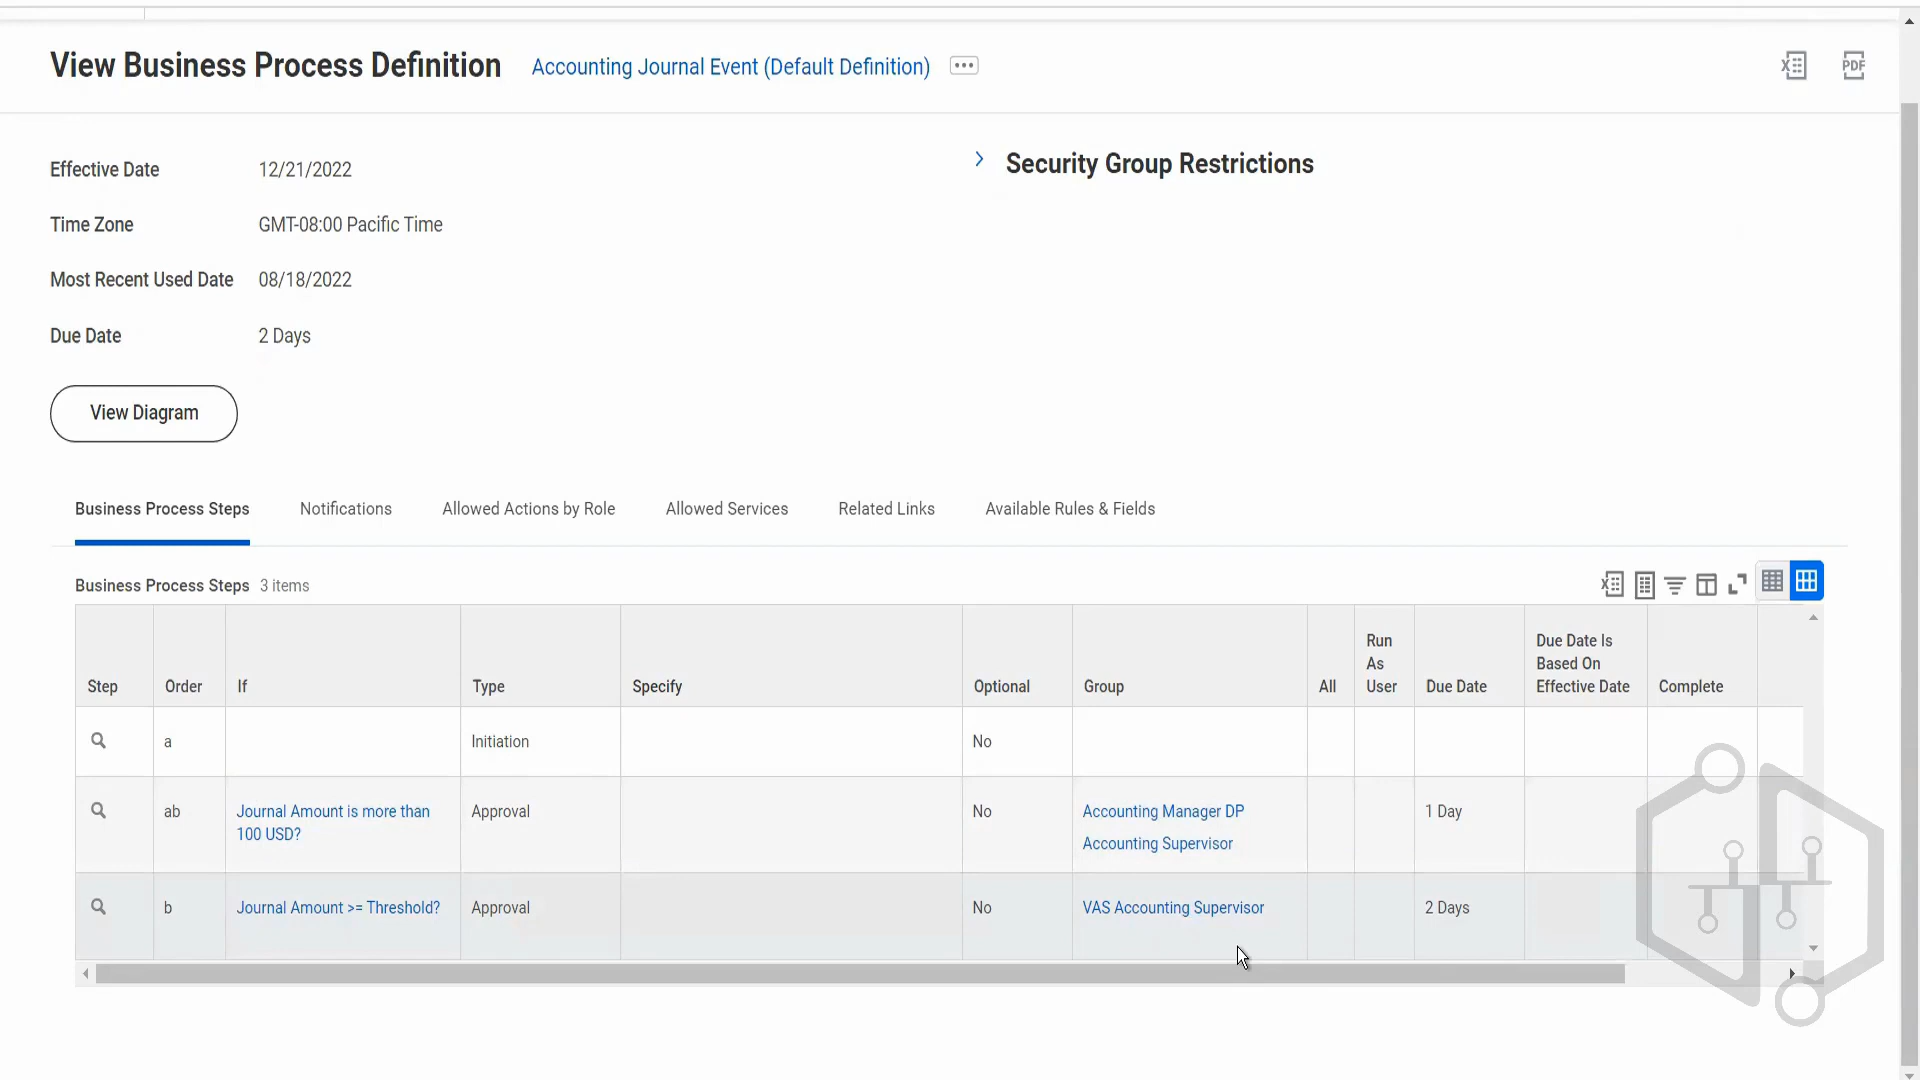 View Business Process Definition Accounting Journal Event (Default Definition)
PDF
Effective Date 12/21/2022
Security Group Restrictions
Time Zone GMT-08:00 Pacific Time
Most Recent Used Date 08/18/2022
Due Date 2 Days
View Diagram
Business Process Steps Notifications Allowed Actions by Role Allowed Services Related Links Available Rules & Fields
Business Process Steps 3 items
Step Order If Type Specify Optional Group All Run As User Due Date Due Date Is Based On Effective Date Complete
a Initiation No
ab Journal Amount is more than Approval No Accounting Manager DP 1 Day
100 USD? Accounting Supervisor
b Journal Amount >= Threshold? Approval No VAS Accounting Supervisor 2 Days